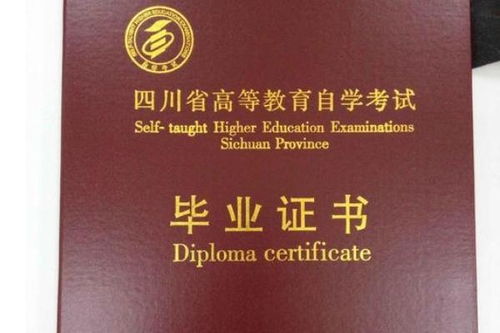 四川省高等教育自学考试
Self- taught Higher Education Examinations
Sichuan Province
毕业证书
Diploma certificate